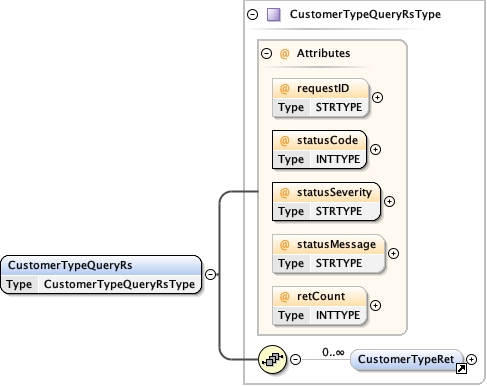 CustomerTypeQueryRsType
@ Attributes
@ requestID
Type STRTYPE
@ statusCode
Type INTTYPE
@ statusSeverity
Type STRTYPE
@ statusMessage
Type STRTYPE
CustomerTypeQueryRs
Type CustomerTypeQueryRsType
@ retCount
Type INTTYPE
0..∞
CustomerTypeRet